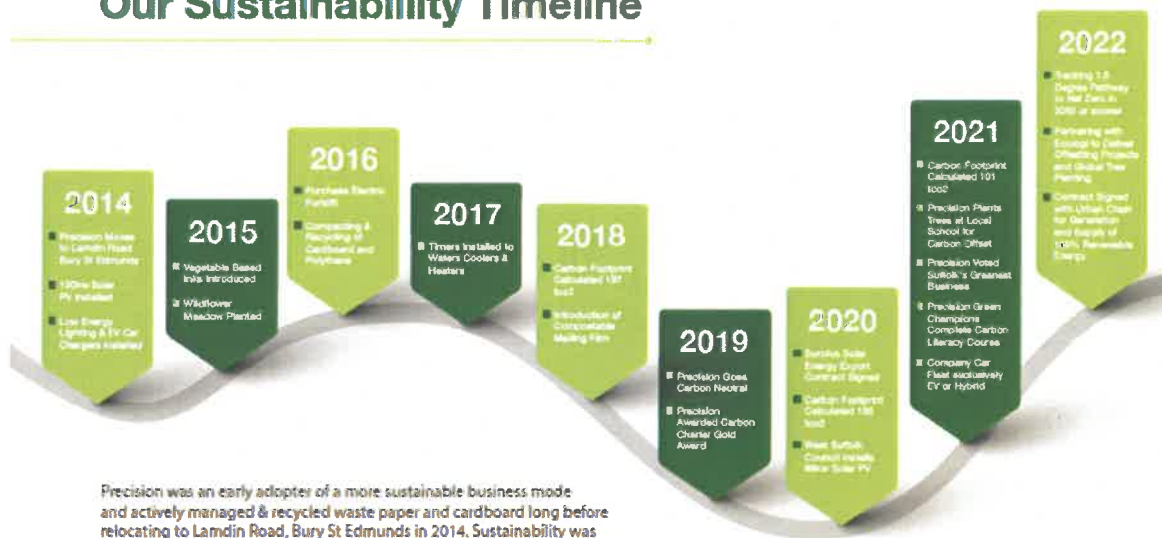 Our Sustainability Timeline
2014
Precision Moves
to Lamdin Road
Bury St Edmunds
Solar
PV Installed
Low Energy
Lighting & EV Car
Chargers Installed
2015
Vegetable Based
Inks Introduced
Wildflower
Meadow Planted
2016
Purchase Electric
Forklift
Compacting &
Recycling of
Cardboard and
Polythene
2017
Timers Installed to
Waters Coolers &
Heaters
2018
Carbon Footprint
Calculated
tco2
Introduction of
Compostable
Mailing Film
2019
Precision Goes
Carbon Neutral
Precision
Awarded Carbon
Charter Gold
Award
2020
Surplus Solar
Energy Export
Contract Signed
Carbon Footprint
Calculated
tco2
West Suffolk
Council Installs
Solar PV
2021
Carbon Footprint
Calculated 101
tco2
Precision Plants
Trees at Local
School for
Carbon Offset
Precision Voted
Suffolk's Greenest
Business
Precision Green
Champions
Complete Carbon
Literacy Course
Company Car
Fleet exclusively
EV or Hybrid
2022
Tracking 1.5
Degree Pathway
to Net Zero in
or sooner
Partnering with
Ecologi to Deliver
Offsetting Projects
and Global Tree
Planting
Contract Signed
with Urban Chain
for Generation
and Supply of
100% Renewable
Energy
Precision was an early adopter of a more sustainable business mode
and actively managed & recycled waste paper and cardboard long before
relocating to Lamdin Road, Bury St Edmunds in 2014. Sustainability was